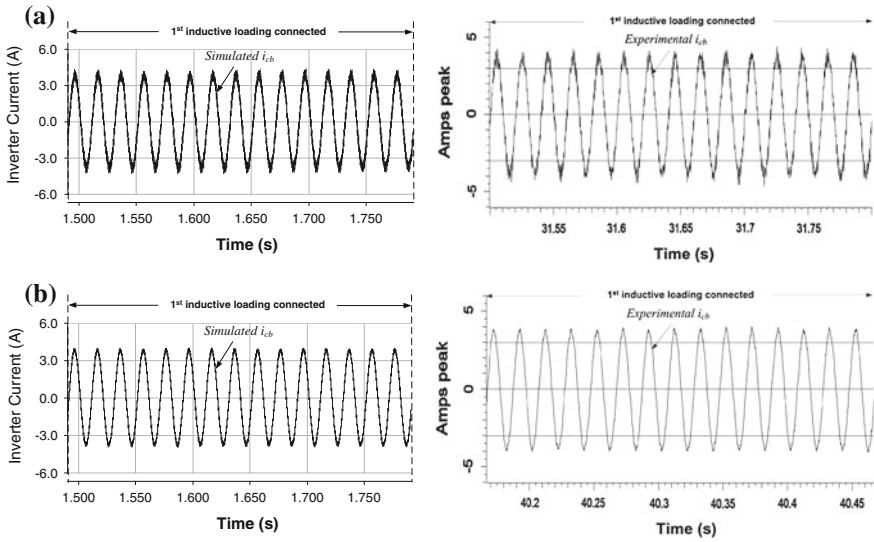 (a)
1st inductive loading connected
Simulated icb
Inverter Current (A)
6.0
3.0
0.0
-3.0
-6.0
1.500 1.550 1.600 1.650 1.700 1.750
Time (s)
1st inductive loading connected
Experimental icb
Amps peak
5
0
-5
31.55 31.6 31.65 31.7 31.75
Time (s)
(b)
1st inductive loading connected
Simulated icb
Inverter Current (A)
6.0
3.0
0.0
-3.0
-6.0
1.500 1.550 1.600 1.650 1.700 1.750
Time (s)
1st inductive loading connected
Experimental icb
Amps peak
5
0
-5
40.2 40.25 40.3 40.35 40.4 40.45
Time (s)